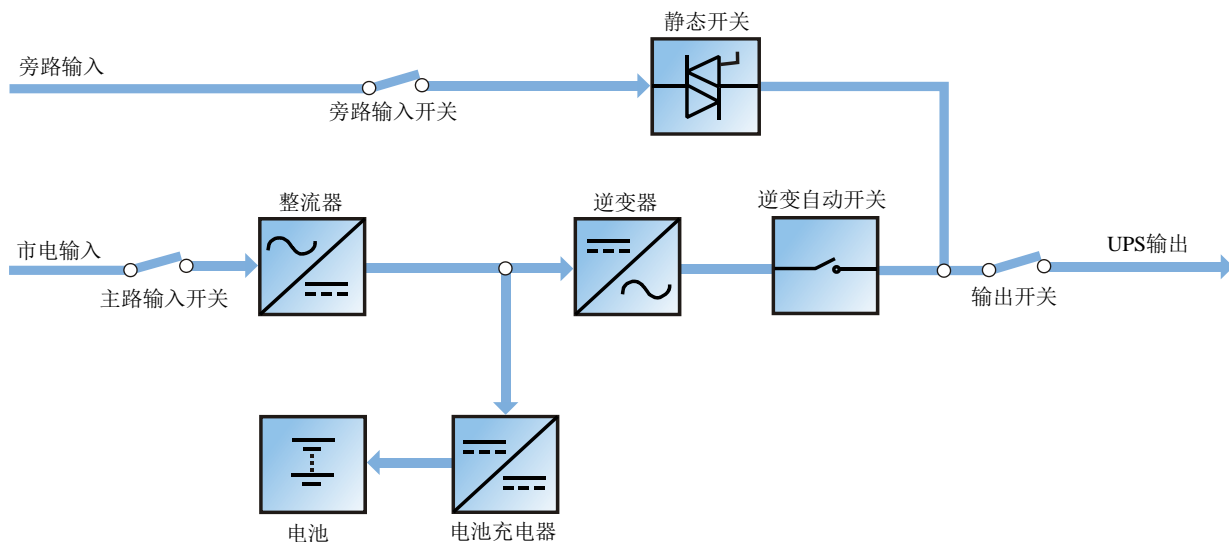 静态开关
旁路输入
旁路输入开关
整流器
逆变器
逆变自动开关
市电输入
UPS输出
主路输入开关
输出开关
电池
电池充电器